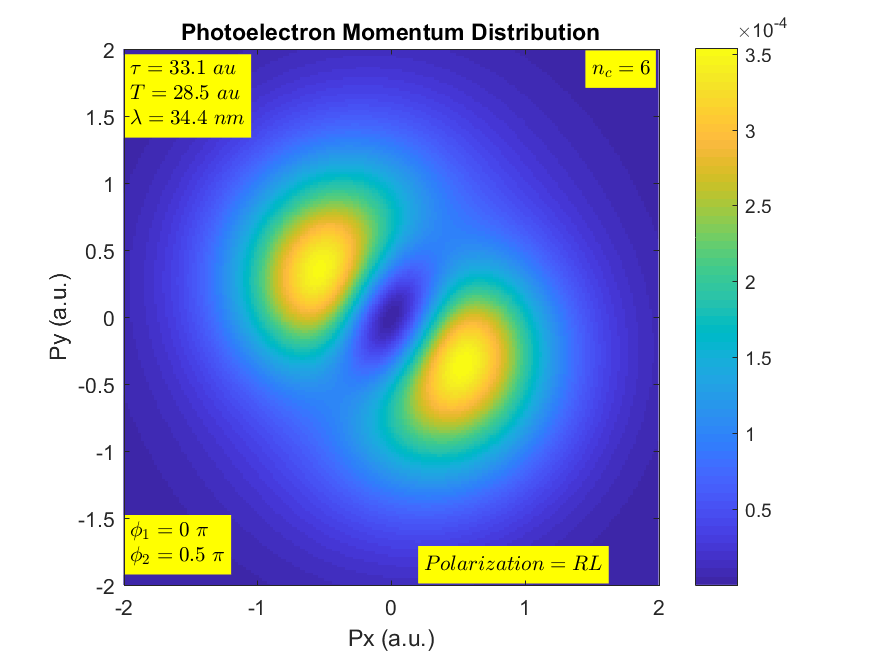 Photoelectron Momentum Distribution
×10⁻⁴
τ = 33.1 au
T = 28.5 au
λ = 34.4 nm
n_c = 6
2
1.5
1
0.5
0
-0.5
-1
-1.5
-2
Py (a.u.)
3.5
3
2.5
2
1.5
1
0.5
ϕ₁ = 0 π
ϕ₂ = 0.5 π
Polarization = RL
-2
-1
0
1
2
Px (a.u.)